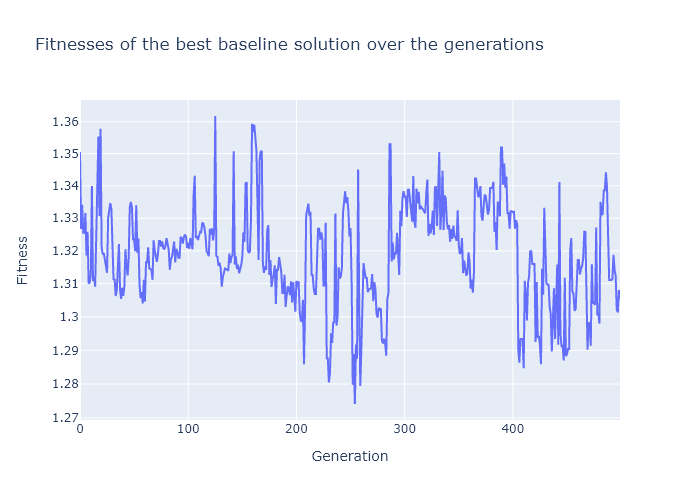 Fitnesses of the best baseline solution over the generations
1.36
1.35
1.34
1.33
1.32
1.31
1.3
1.29
1.28
1.27
0 100 200 300 400
Generation
Fitness